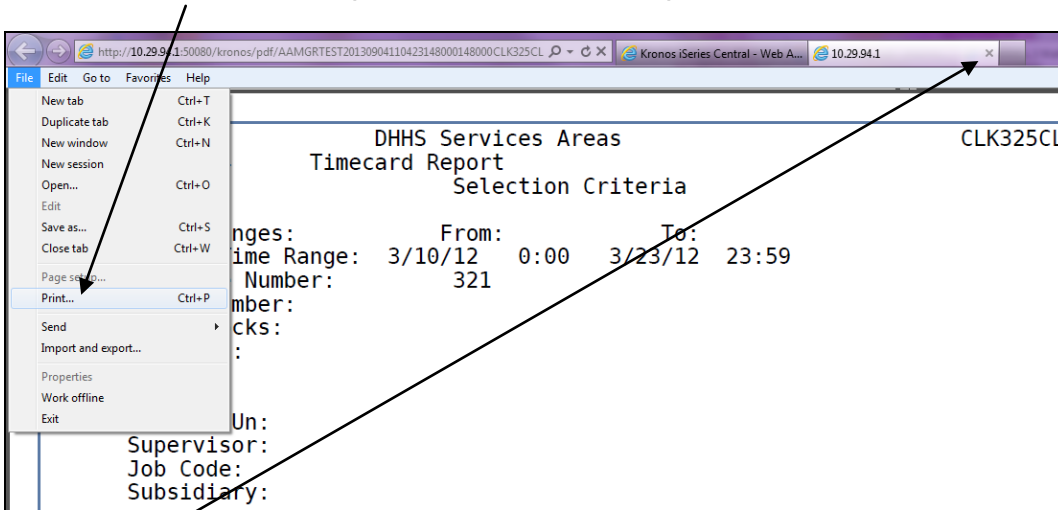 http://10.29.94.1:50080/kronos/pdf/AAMGRTEST20130904110423148000148000CLK325CL
Kronos iSeries Central - Web A...
10.29.94.1
File Edit Go to Favorites Help
New tab Ctrl+T
Duplicate tab Ctrl+K
New window Ctrl+N
New session
Open... Ctrl+O
Edit
Save as... Ctrl+S
Close tab Ctrl+W
Page setup...
Print... Ctrl+P
Send
Import and export...
Properties
Work offline
Exit
DHHS Services Areas CLK325CL
Timecard Report
Selection Criteria
nges: From: To:
ime Range: 3/10/12 0:00 3/23/12 23:59
Number: 321
mber:
cks:
:
Un:
Supervisor:
Job Code:
Subsidiary: